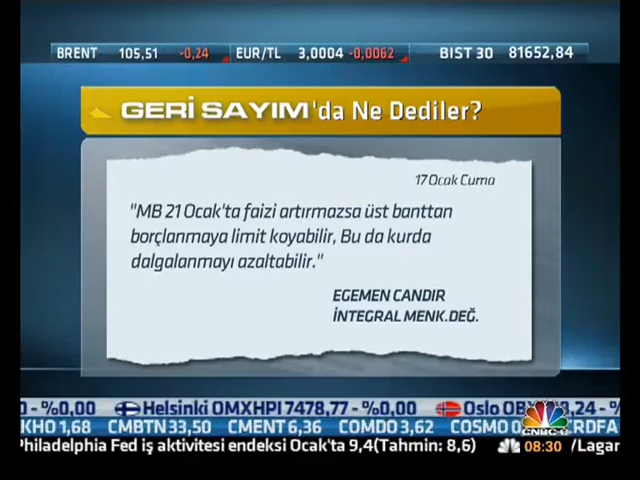 BRENT 105,51 -0,24 EUR/TL 3,0004 -0,0062 BIST 30 81652,84
GERİ SAYIM'da Ne Dediler?
17 Ocak Cuma
"MB 21 Ocak'ta faizi artırmazsa üst banttan
borçlanmaya limit koyabilir, Bu da kurda
dalgalanmayı azaltabilir."
EGEMEN CANDIR
İNTEGRAL MENK.DEĞ.
0 - %0,00 Helsinki OMXHPI 7478,77 - %0,00 Oslo
KHO 1,68 CMBTN 33,50 CMENT 6,36 COMDO 3,62 COSMO
CNBC-e
Philadelphia Fed iş aktivitesi endeksi Ocak'ta 9,4(Tahmin: 8,6) 08:30 /Lagar